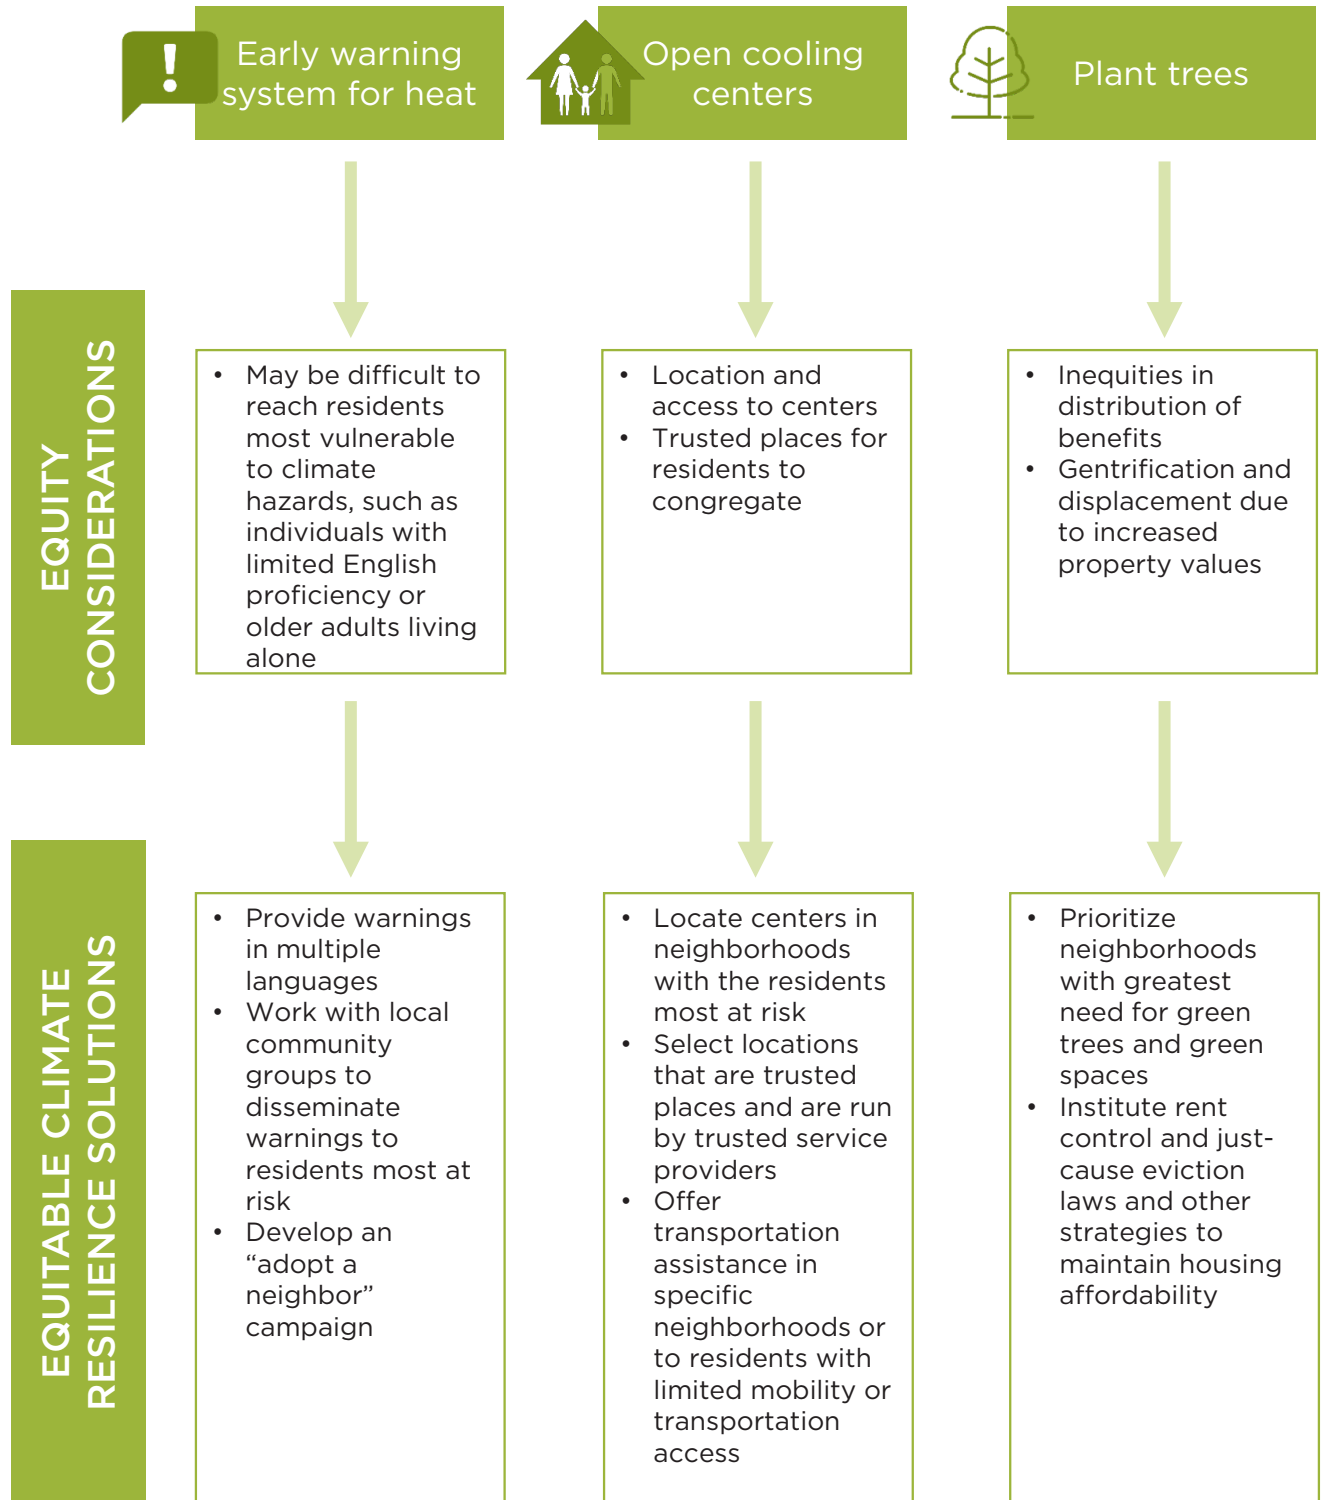 Early warning
system for heat
Open cooling
centers
Plant trees
EQUITY
CONSIDERATIONS
• May be difficult to
reach residents
most vulnerable
to climate
hazards, such as
individuals with
limited English
proficiency or
older adults living
alone
• Location and
access to centers
• Trusted places for
residents to
congregate
• Inequities in
distribution of
benefits
• Gentrification and
displacement due
to increased
property values
EQUITABLE CLIMATE
RESILIENCE SOLUTIONS
• Provide warnings
in multiple
languages
• Work with local
community
groups to
disseminate
warnings to
residents most at
risk
• Develop an
“adopt a
neighbor”
campaign
• Locate centers in
neighborhoods
with the residents
most at risk
• Select locations
that are trusted
places and are run
by trusted service
providers
• Offer
transportation
assistance in
specific
neighborhoods or
to residents with
limited mobility or
transportation
access
• Prioritize
neighborhoods
with greatest
need for green
trees and green
spaces
• Institute rent
control and just-
cause eviction
laws and other
strategies to
maintain housing
affordability